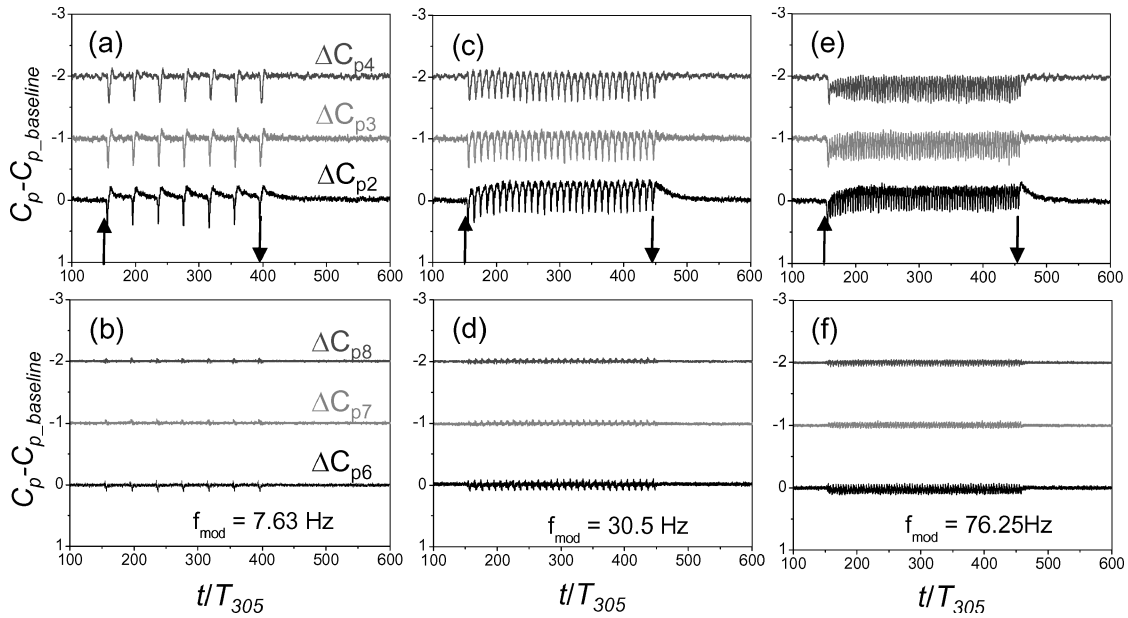 (a)
-3
-2
-1
0
1
100 200 300 400 500 600
ΔCp4
ΔCp3
ΔCp2
Cp-Cp_baseline
(c)
-3
-2
-1
0
1
100 200 300 400 500 600
(e)
-3
-2
-1
0
1
100 200 300 400 500 600
(b)
-3
-2
-1
0
1
100 200 300 400 500 600
ΔCp8
ΔCp7
ΔCp6
fmod = 7.63 Hz
Cp-Cp_baseline
t/T305
(d)
-3
-2
-1
0
1
100 200 300 400 500 600
fmod = 30.5 Hz
t/T305
(f)
-3
-2
-1
0
1
100 200 300 400 500 600
fmod = 76.25Hz
t/T305